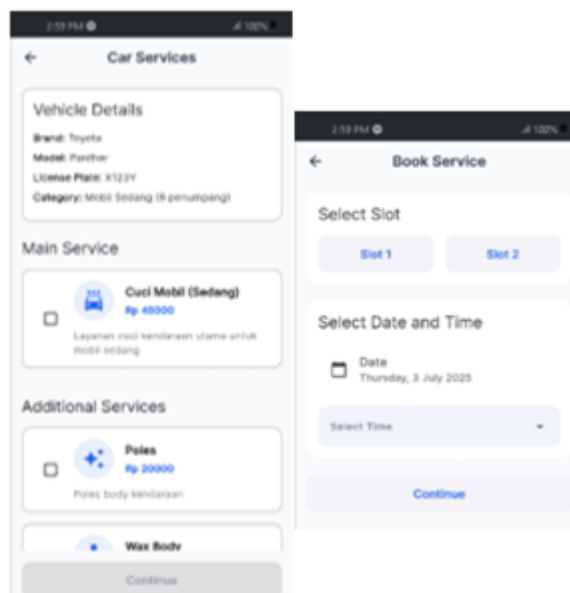 2:59 PM
100%
Car Services
Vehicle Details
Brand: Toyota
Model: Panther
License Plate: X123Y
Category: Mobil Sedang (6 penumpang)
Main Service
Cuci Mobil (Sedang)
Rp 45000
Layanan cuci kendaraan utama untuk
mobil sedang
Additional Services
Poles
Rp 20000
Poles body kendaraan
Wax Body
Continue
2:59 PM
100%
Book Service
Select Slot
Slot 1
Slot 2
Select Date and Time
Date
Thursday, 3 July 2025
Select Time
Continue